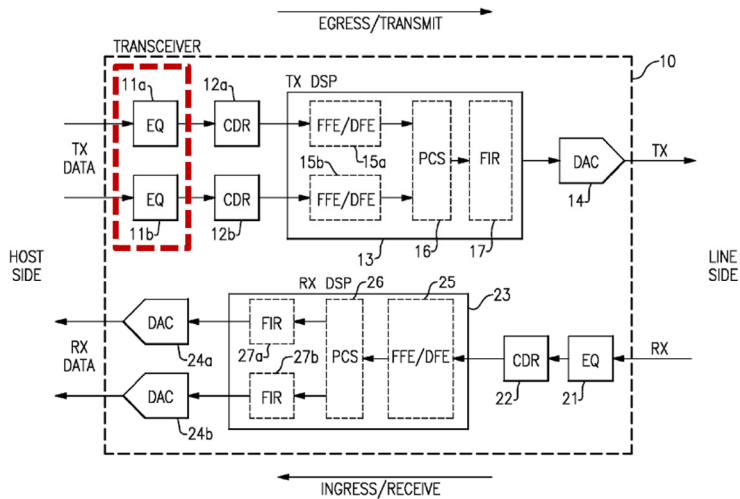 EGRESS/TRANSMIT
TRANSCEIVER
10
11a
12a
TX DSP
EQ
CDR
FFE/DFE
15a
TX DATA
15b
PCS
FIR
DAC
TX
14
EQ
CDR
FFE/DFE
11b
12b
13
16
17
HOST SIDE
LINE SIDE
RX DSP
26
25
23
DAC
FIR
24a
27a
27b
PCS
FFE/DFE
CDR
EQ
RX
RX DATA
22
21
DAC
FIR
24b
INGRESS/RECEIVE